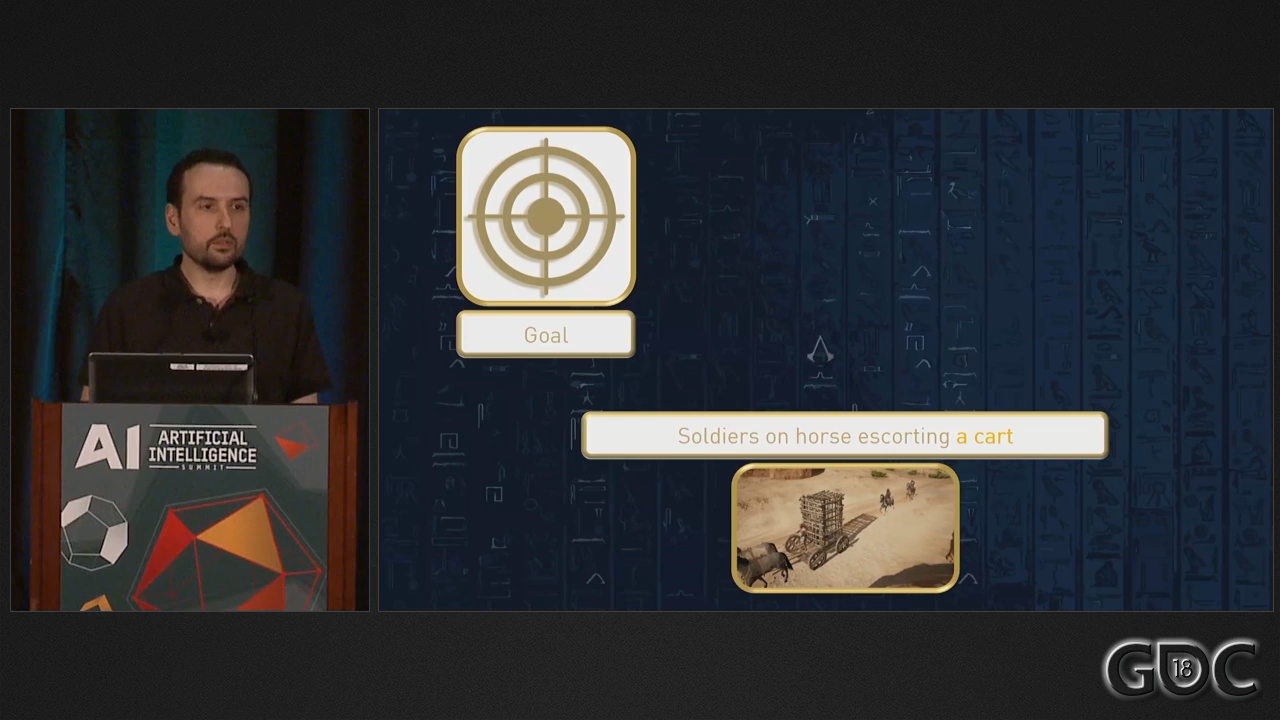 Goal
Soldiers on horse escorting a cart
AI
ARTIFICIAL
INTELLIGENCE
SUMMIT
GDC
18